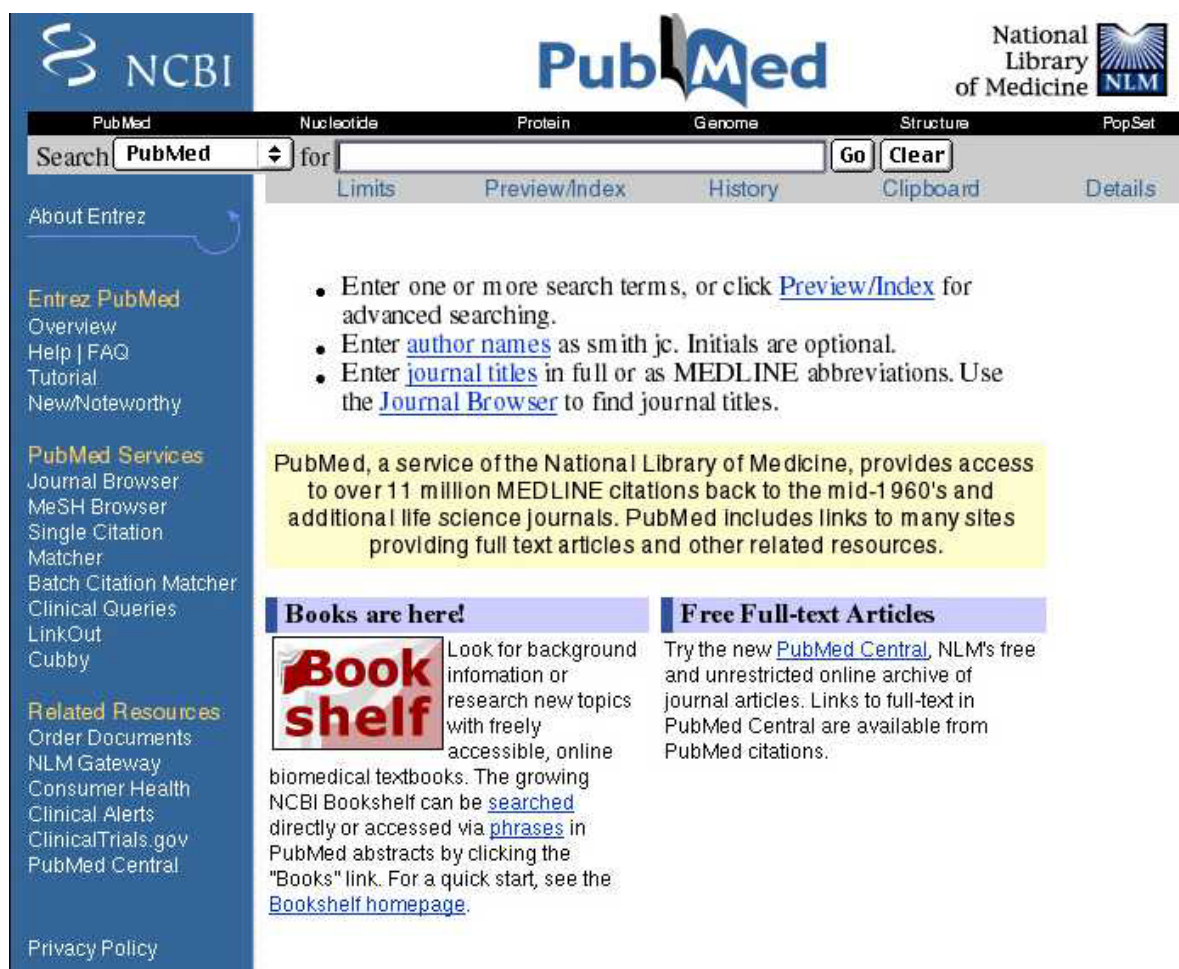 NCBI
PubMed
National
Library
of Medicine NLM
PubMed Nucleotide Protein Genome Structure PopSet
Search PubMed for Go Clear
Limits Preview/Index History Clipboard Details
About Entrez
Entrez PubMed
Overview
Help | FAQ
Tutorial
New/Noteworthy
PubMed Services
Journal Browser
MeSH Browser
Single Citation
Matcher
Batch Citation Matcher
Clinical Queries
LinkOut
Cubby
Related Resources
Order Documents
NLM Gateway
Consumer Health
Clinical Alerts
ClinicalTrials.gov
PubMed Central
Privacy Policy
• Enter one or more search terms, or click Preview/Index for
advanced searching.
• Enter author names as smith jc. Initials are optional.
• Enter journal titles in full or as MEDLINE abbreviations. Use
the Journal Browser to find journal titles.
PubMed, a service of the National Library of Medicine, provides access
to over 11 million MEDLINE citations back to the mid-1960's and
additional life science journals. PubMed includes links to many sites
providing full text articles and other related resources.
Books are here!
Book
shelf
Look for background
infomation or
research new topics
with freely
accessible, online
biomedical textbooks. The growing
NCBI Bookshelf can be searched
directly or accessed via phrases in
PubMed abstracts by clicking the
"Books" link. For a quick start, see the
Bookshelf homepage.
Free Full-text Articles
Try the new PubMed Central, NLM's free
and unrestricted online archive of
journal articles. Links to full-text in
PubMed Central are available from
PubMed citations.